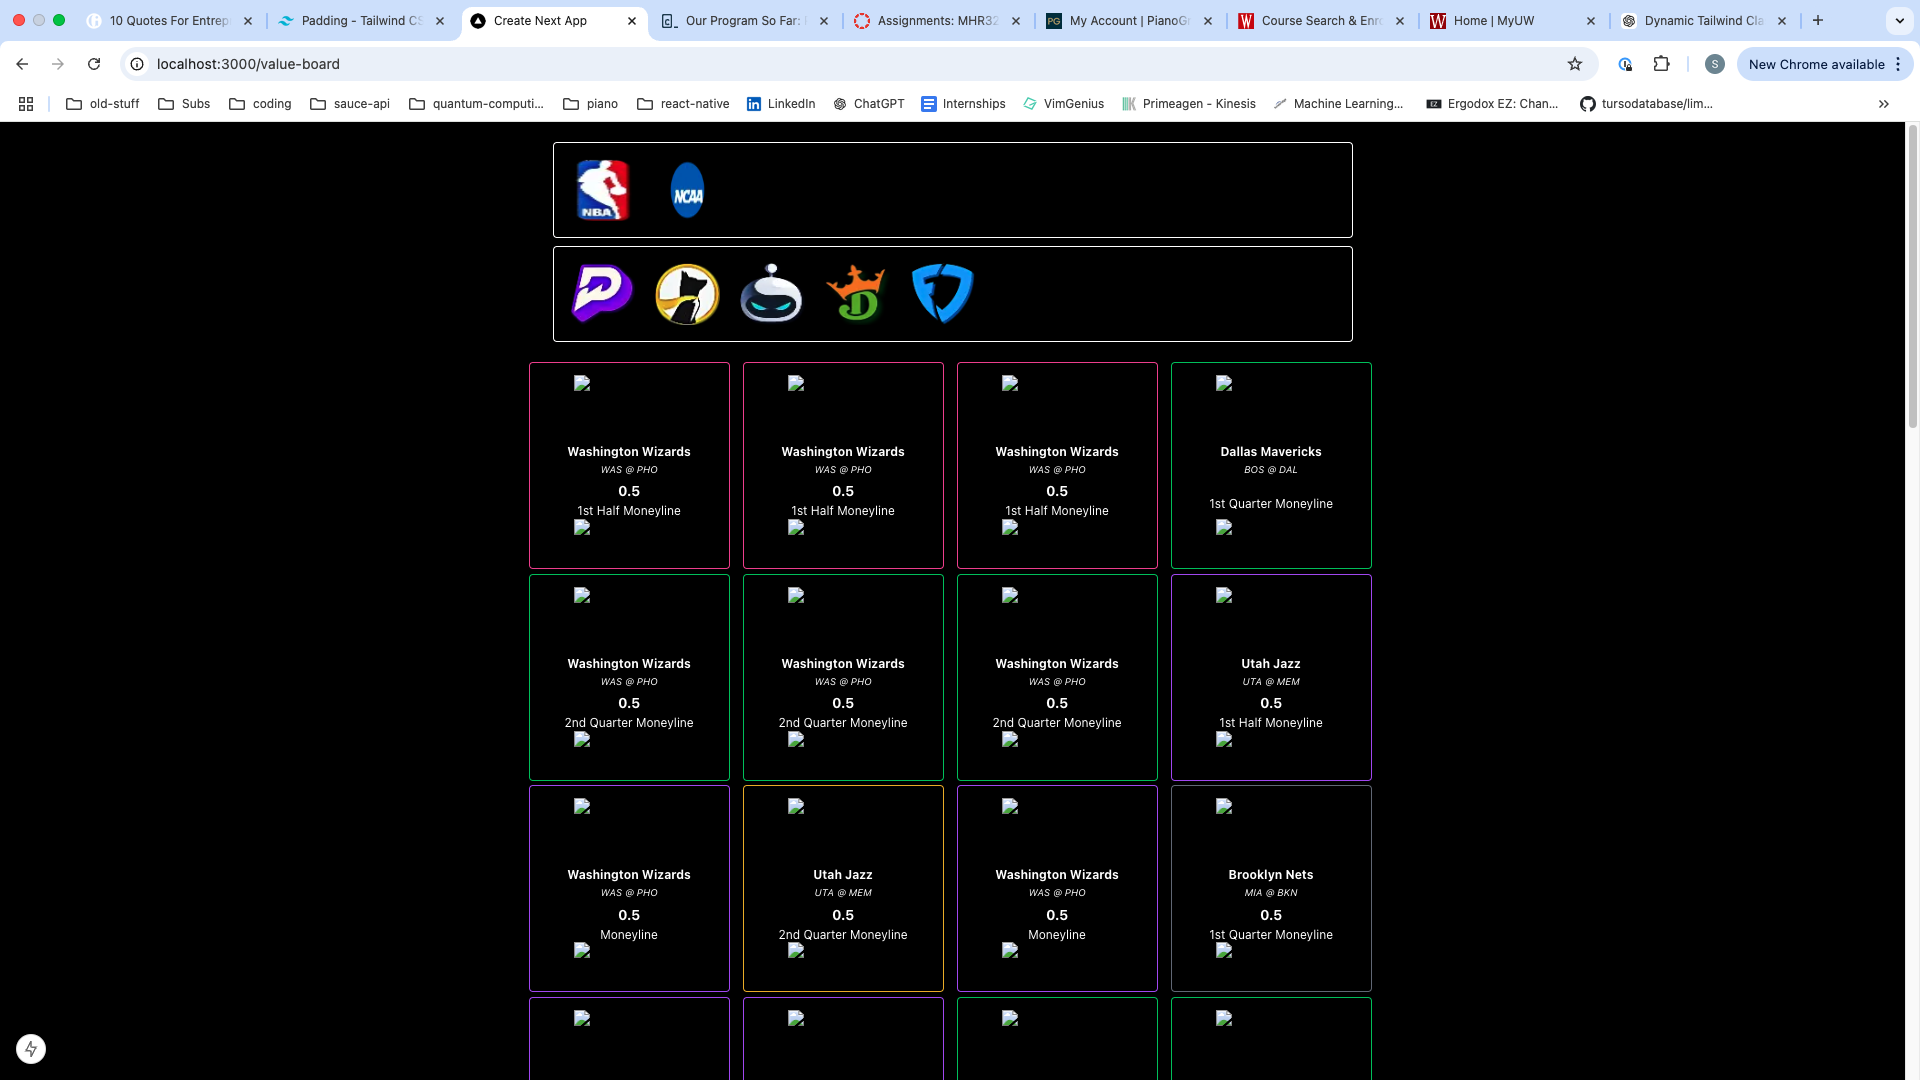 10 Quotes For Entrep
Padding - Tailwind CS
Create Next App
Our Program So Far:
Assignments: MHR32
My Account | PianoGr
Course Search & Enro
Home | MyUW
Dynamic Tailwind Cla
localhost:3000/value-board
S
New Chrome available
old-stuff
Subs
coding
sauce-api
quantum-computi...
piano
react-native
LinkedIn
ChatGPT
Internships
VimGenius
Primeagen - Kinesis
Machine Learning...
Ergodox EZ: Chan...
tursodatabase/lim...
NBA
NCAA
Washington Wizards
WAS @ PHO
0.5
1st Half Moneyline
Washington Wizards
WAS @ PHO
0.5
1st Half Moneyline
Washington Wizards
WAS @ PHO
0.5
1st Half Moneyline
Dallas Mavericks
BOS @ DAL
1st Quarter Moneyline
Washington Wizards
WAS @ PHO
0.5
2nd Quarter Moneyline
Washington Wizards
WAS @ PHO
0.5
2nd Quarter Moneyline
Washington Wizards
WAS @ PHO
0.5
2nd Quarter Moneyline
Utah Jazz
UTA @ MEM
0.5
1st Half Moneyline
Washington Wizards
WAS @ PHO
0.5
Moneyline
Utah Jazz
UTA @ MEM
0.5
2nd Quarter Moneyline
Washington Wizards
WAS @ PHO
0.5
Moneyline
Brooklyn Nets
MIA @ BKN
0.5
1st Quarter Moneyline